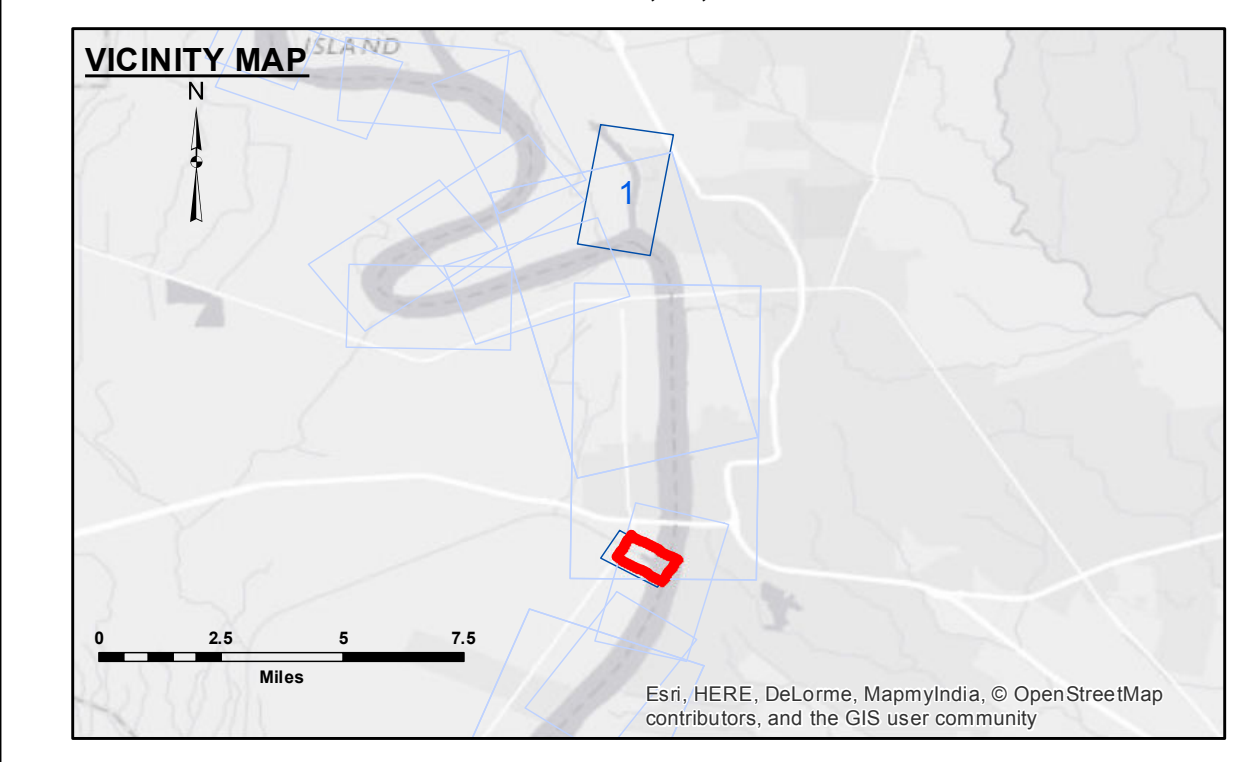 ISLAND
VICINITY MAP
N
1
0 2.5 5 7.5
Miles
Esri, HERE, DeLorme, MapmyIndia, © OpenStreetMap
contributors, and the GIS user community